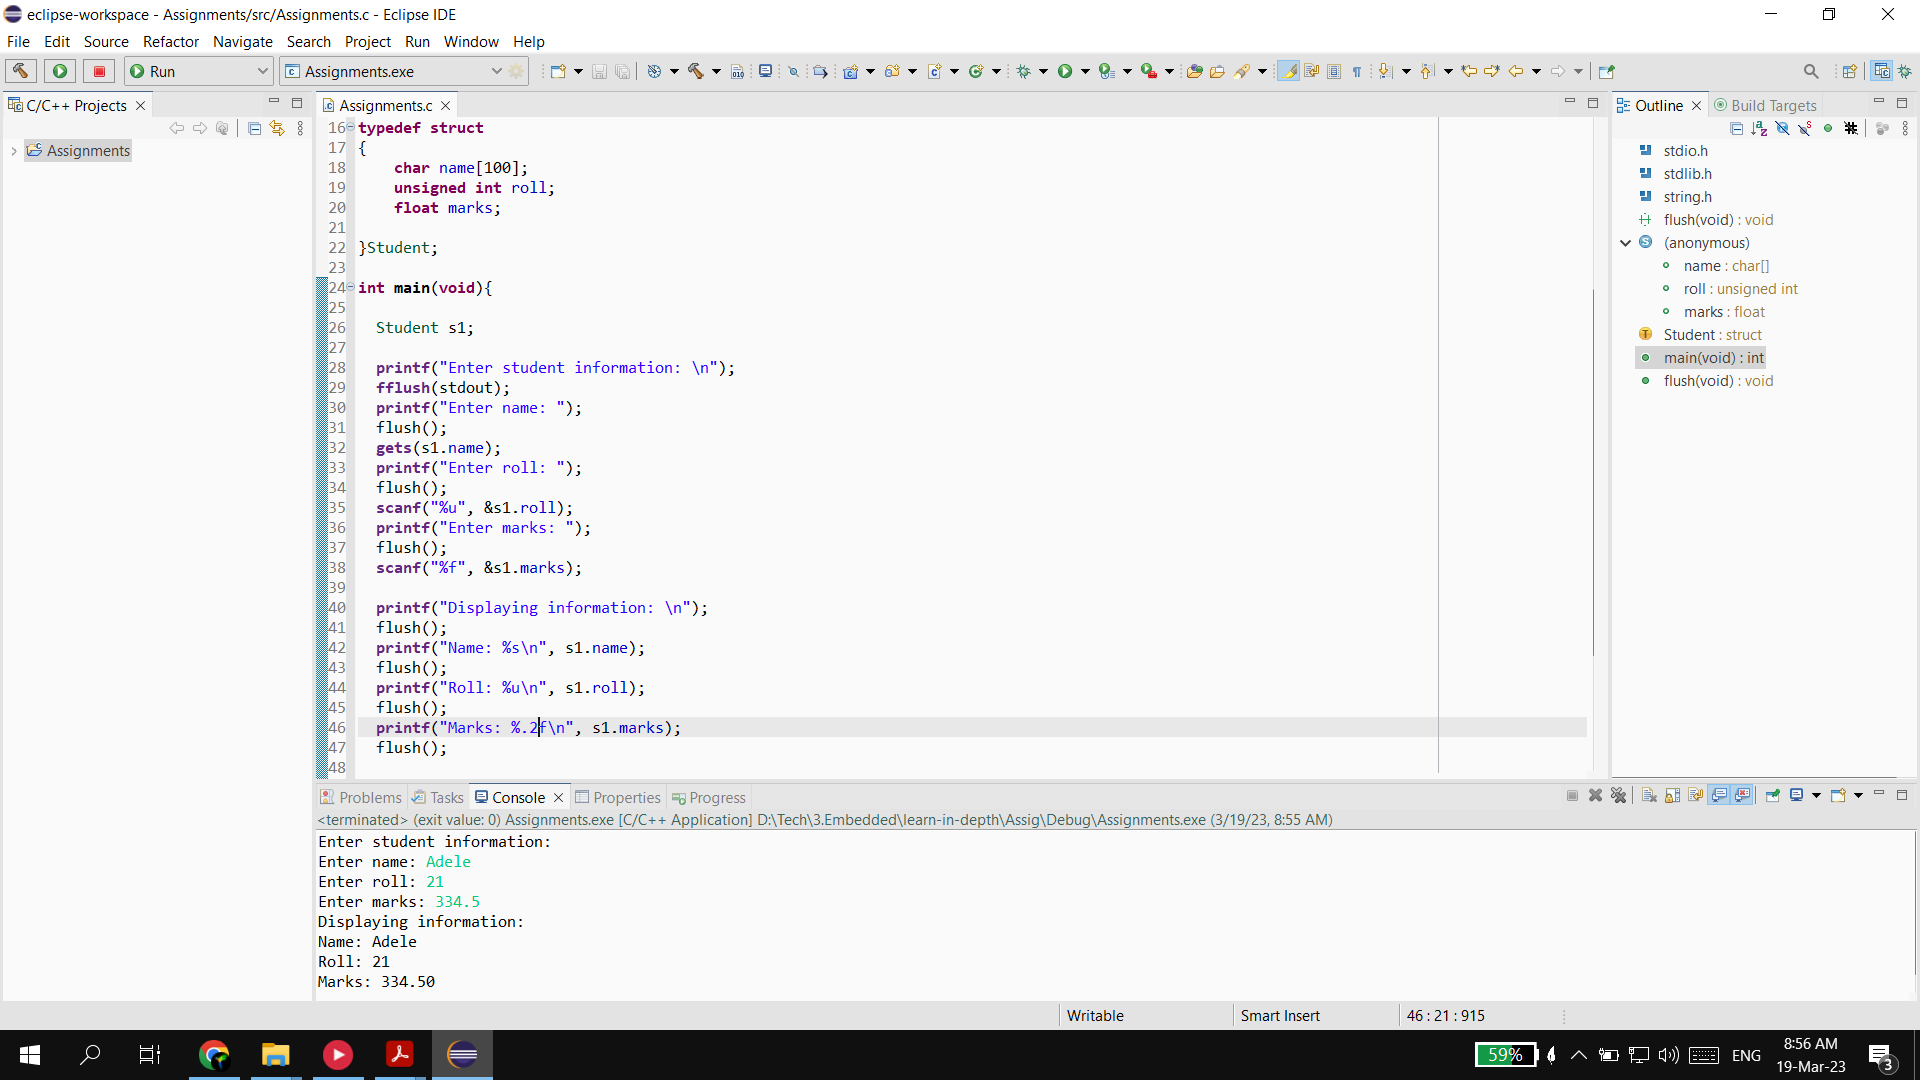 eclipse-workspace - Assignments/src/Assignments.c - Eclipse IDE
File Edit Source Refactor Navigate Search Project Run Window Help
Run Assignments.exe
C/C++ Projects
Assignments
Assignments.c
16 typedef struct
17 {
18     char name[100];
19     unsigned int roll;
20     float marks;
21
22 }Student;
23
24 int main(void){
25
26   Student s1;
27
28   printf("Enter student information: \n");
29   fflush(stdout);
30   printf("Enter name: ");
31   flush();
32   gets(s1.name);
33   printf("Enter roll: ");
34   flush();
35   scanf("%u", &s1.roll);
36   printf("Enter marks: ");
37   flush();
38   scanf("%f", &s1.marks);
39
40   printf("Displaying information: \n");
41   flush();
42   printf("Name: %s\n", s1.name);
43   flush();
44   printf("Roll: %u\n", s1.roll);
45   flush();
46   printf("Marks: %.2f\n", s1.marks);
47   flush();
48
Outline Build Targets
stdio.h
stdlib.h
string.h
flush(void) : void
(anonymous)
name : char[]
roll : unsigned int
marks : float
Student : struct
main(void) : int
flush(void) : void
Problems Tasks Console Properties Progress
<terminated> (exit value: 0) Assignments.exe [C/C++ Application] D:\Tech\3.Embedded\learn-in-depth\Assig\Debug\Assignments.exe (3/19/23, 8:55 AM)
Enter student information:
Enter name: Adele
Enter roll: 21
Enter marks: 334.5
Displaying information:
Name: Adele
Roll: 21
Marks: 334.50
Writable Smart Insert 46 : 21 : 915
59% ENG 8:56 AM
19-Mar-23
3